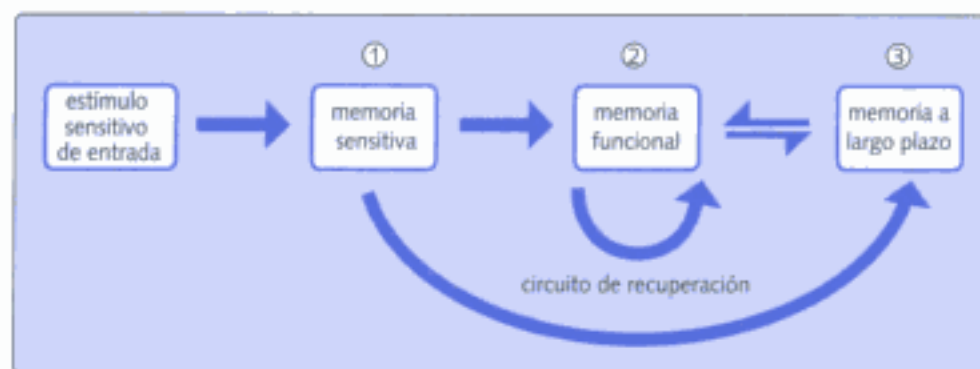 ①
②
③
estímulo
sensitivo
de entrada
memoria
sensitiva
memoria
funcional
memoria a
largo plazo
circuito de recuperación